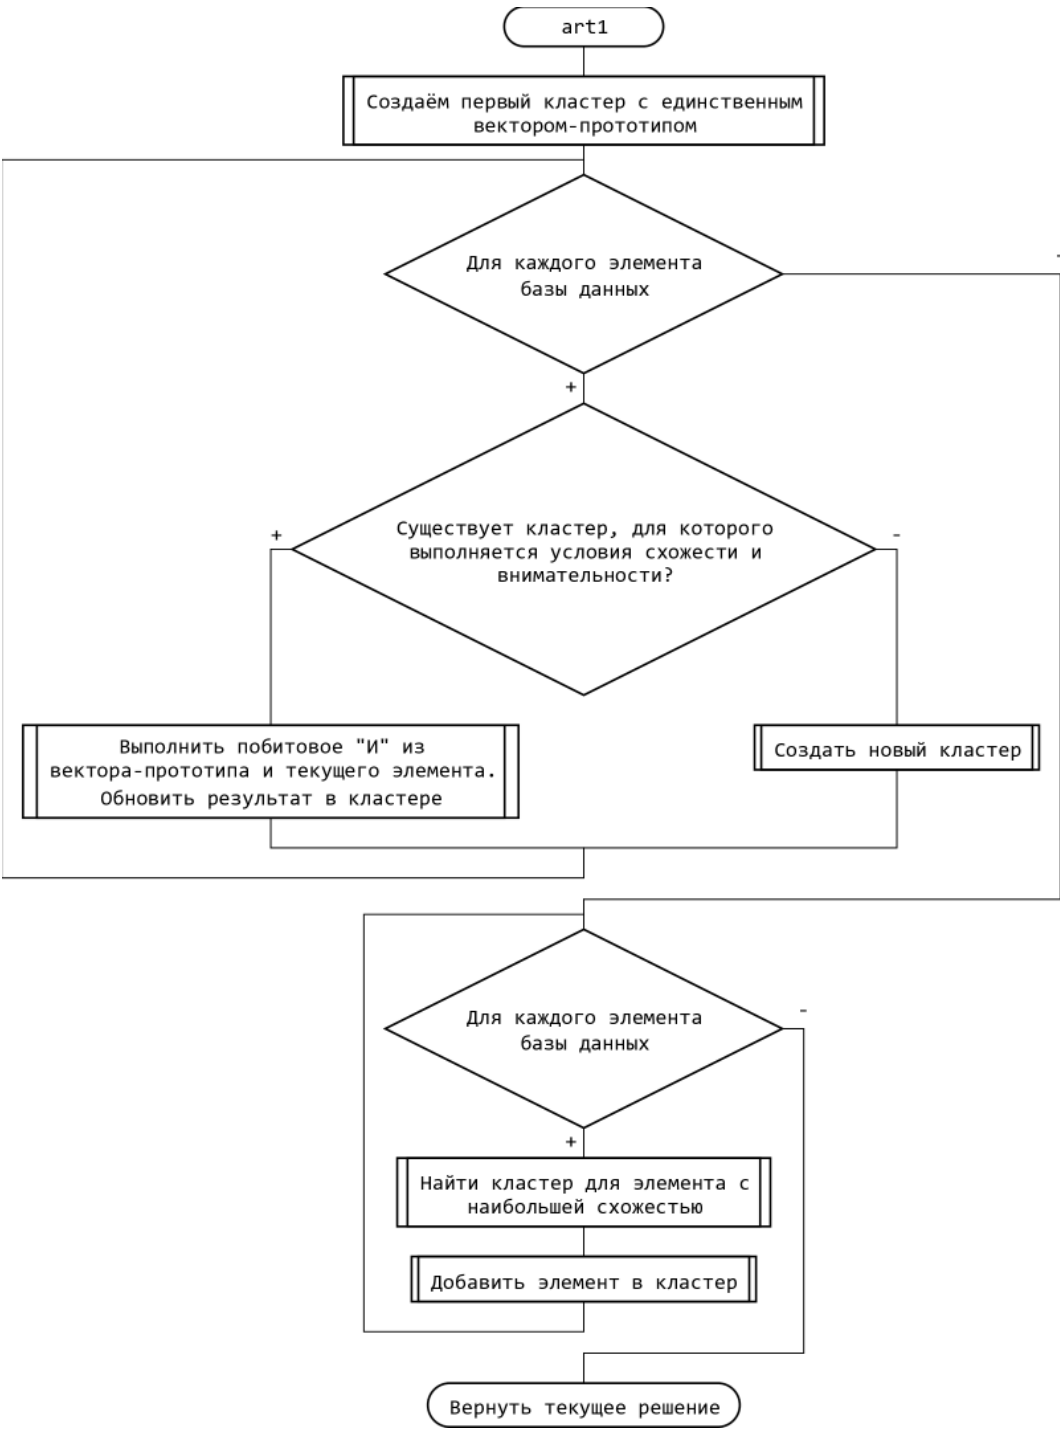 art1
Создаём первый кластер с единственным
вектором-прототипом
Для каждого элемента
базы данных
-
+
Существует кластер, для которого
выполняется условия схожести и
внимательности?
+
-
Выполнить побитовое "И" из
вектора-прототипа и текущего элемента.
Обновить результат в кластере
Создать новый кластер
Для каждого элемента
базы данных
-
+
Найти кластер для элемента с
наибольшей схожестью
Добавить элемент в кластер
Вернуть текущее решение